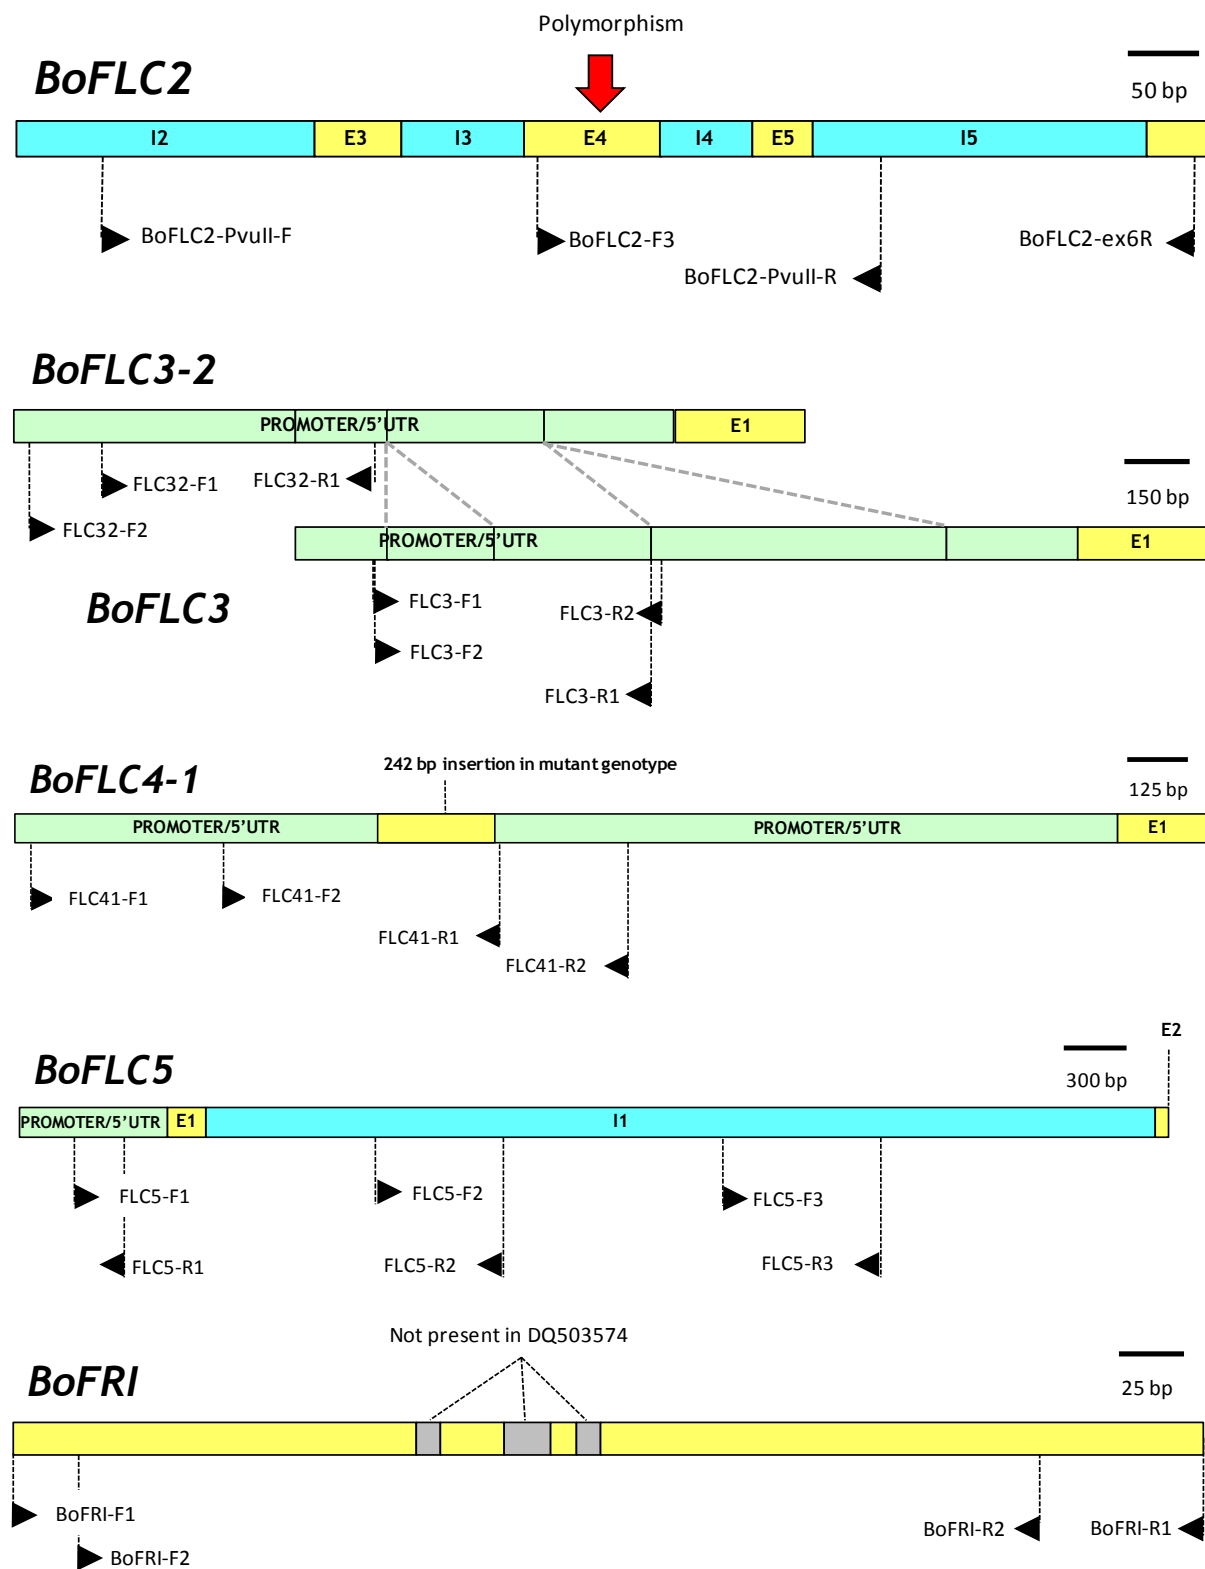 Polymorphism
BoFLC2
50 bp
I2 E3 I3 E4 I4 E5 I5
BoFLC2-PvuII-F
BoFLC2-F3
BoFLC2-ex6R
BoFLC2-PvuII-R
BoFLC3-2
PROMOTER/5'UTR E1
FLC32-R1
FLC32-F1
150 bp
FLC32-F2
PROMOTER/5'UTR E1
BoFLC3
FLC3-F1
FLC3-R2
FLC3-F2
FLC3-R1
242 bp insertion in mutant genotype
BoFLC4-1
125 bp
PROMOTER/5'UTR PROMOTER/5'UTR E1
FLC41-F1
FLC41-F2
FLC41-R1
FLC41-R2
E2
BoFLC5
300 bp
PROMOTER/5'UTR E1 I1
FLC5-F1
FLC5-F2
FLC5-F3
FLC5-R1
FLC5-R2
FLC5-R3
Not present in DQ503574
BoFRI
25 bp
BoFRI-F1
BoFRI-R2
BoFRI-R1
BoFRI-F2